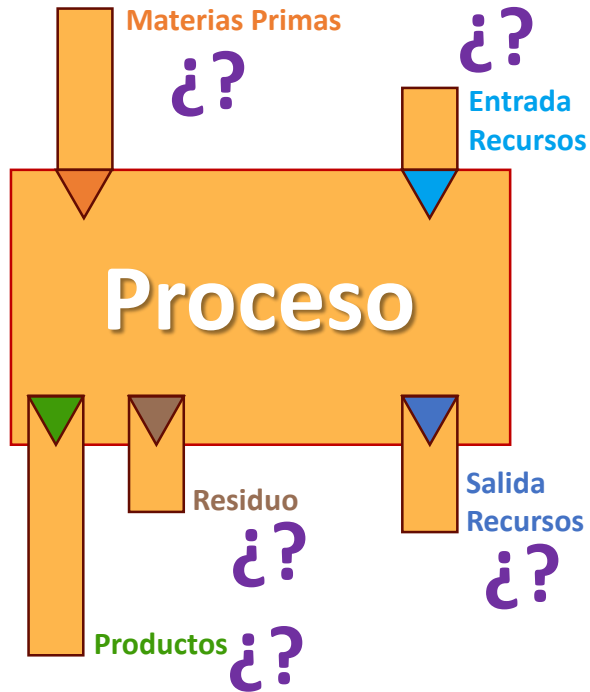 Materias Primas
¿?
¿?
Entrada
Recursos
Proceso
Residuo
¿?
Salida
Recursos
¿?
Productos
¿?